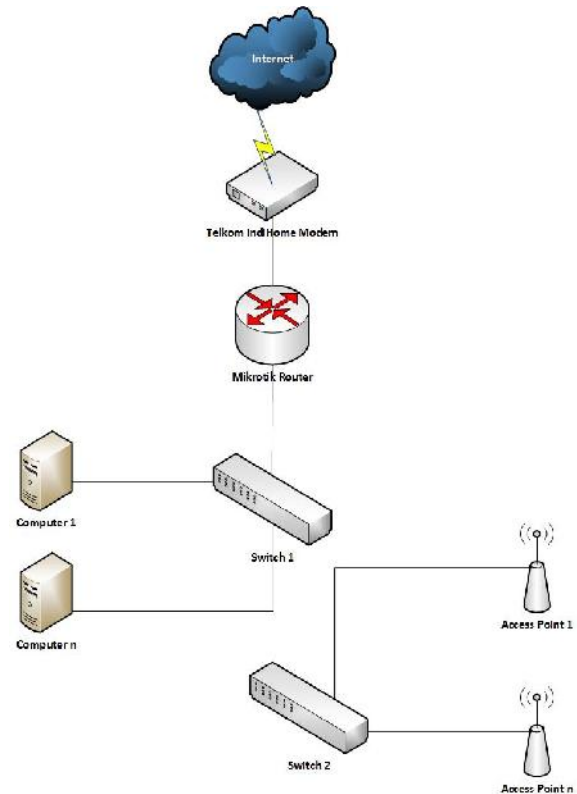 Internet
Telkom IndiHome Modem
Mikrotik Router
Computer 1
Switch 1
Computer n
Access Point 1
Switch 2
Access Point n